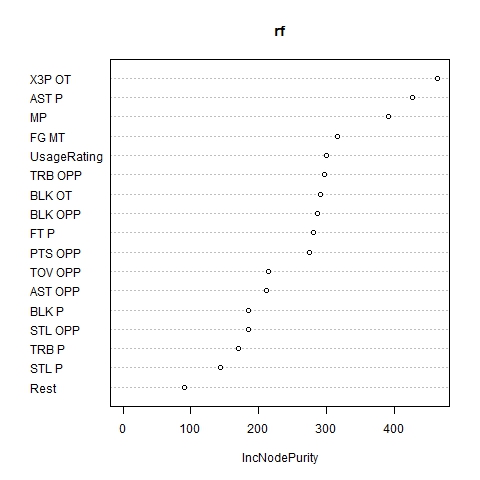 rf
X3P OT
AST P
MP
FG MT
UsageRating
TRB OPP
BLK OT
BLK OPP
FT P
PTS OPP
TOV OPP
AST OPP
BLK P
STL OPP
TRB P
STL P
Rest
0 100 200 300 400
IncNodePurity